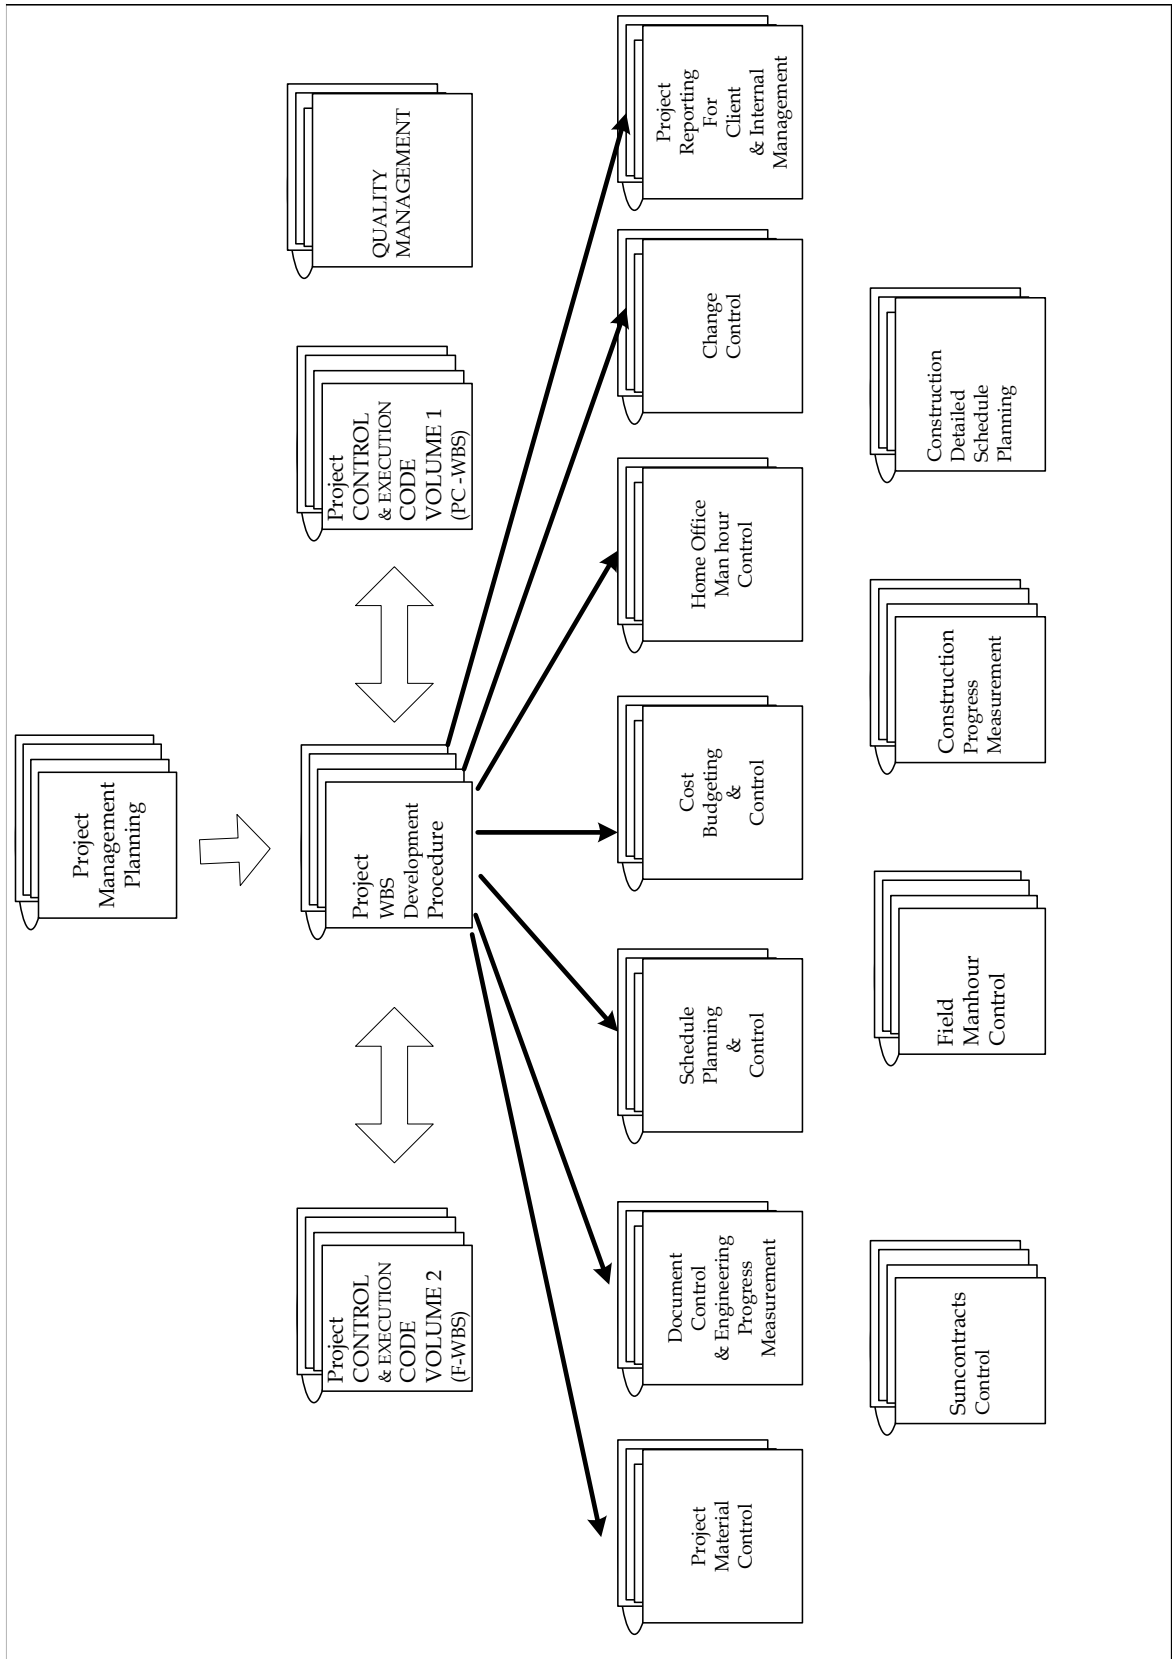 Project
Management
Planning
Project
CONTROL
& EXECUTION
CODE
VOLUME 2
(F-WBS)
Project
WBS
Development
Procedure
Project
CONTROL
& EXECUTION
CODE
VOLUME 1
(PC -WBS)
QUALITY
MANAGEMENT
Project
Material
Control
Document
Control
& Engineering
Progress
Measurement
Schedule
Planning
&
Control
Cost
Budgeting
&
Control
Home Office
Man hour
Control
Change
Control
Project
Reporting
For
Client
& Internal
Management
Suncontracts
Control
Field
Manhour
Control
Construction
Progress
Measurement
Construction
Detailed
Schedule
Planning